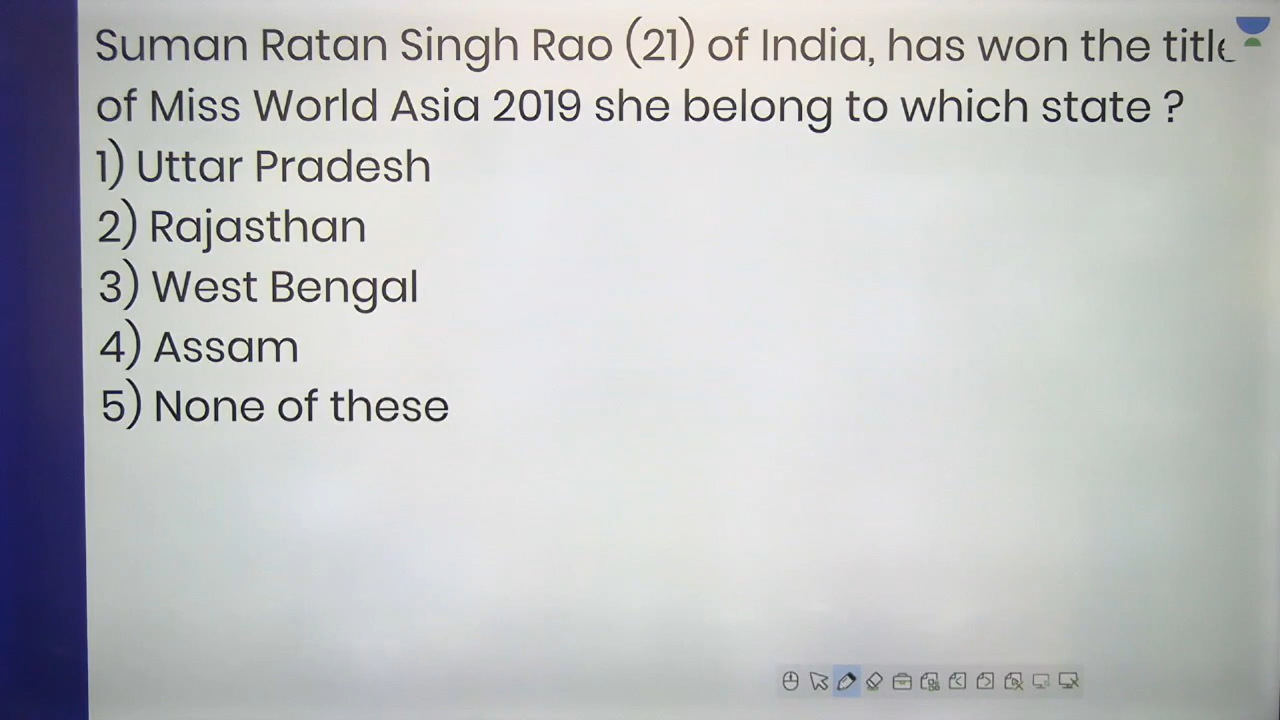 Suman Ratan Singh Rao (21) of India, has won the title
of Miss World Asia 2019 she belong to which state ?
1) Uttar Pradesh
2) Rajasthan
3) West Bengal
4) Assam
5) None of these